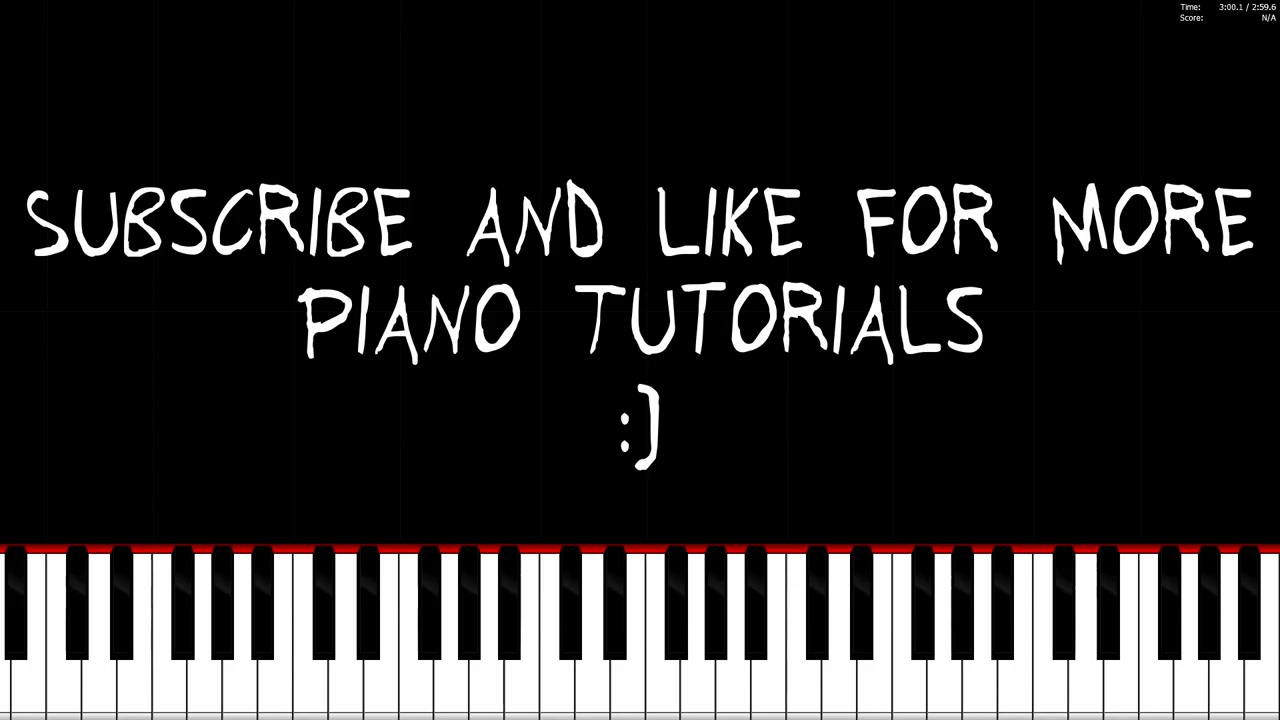 Time: 3:00.1 / 2:59.6
Score: N/A
SUBSCRIBE AND LIKE FOR MORE
PIANO TUTORIALS
:)